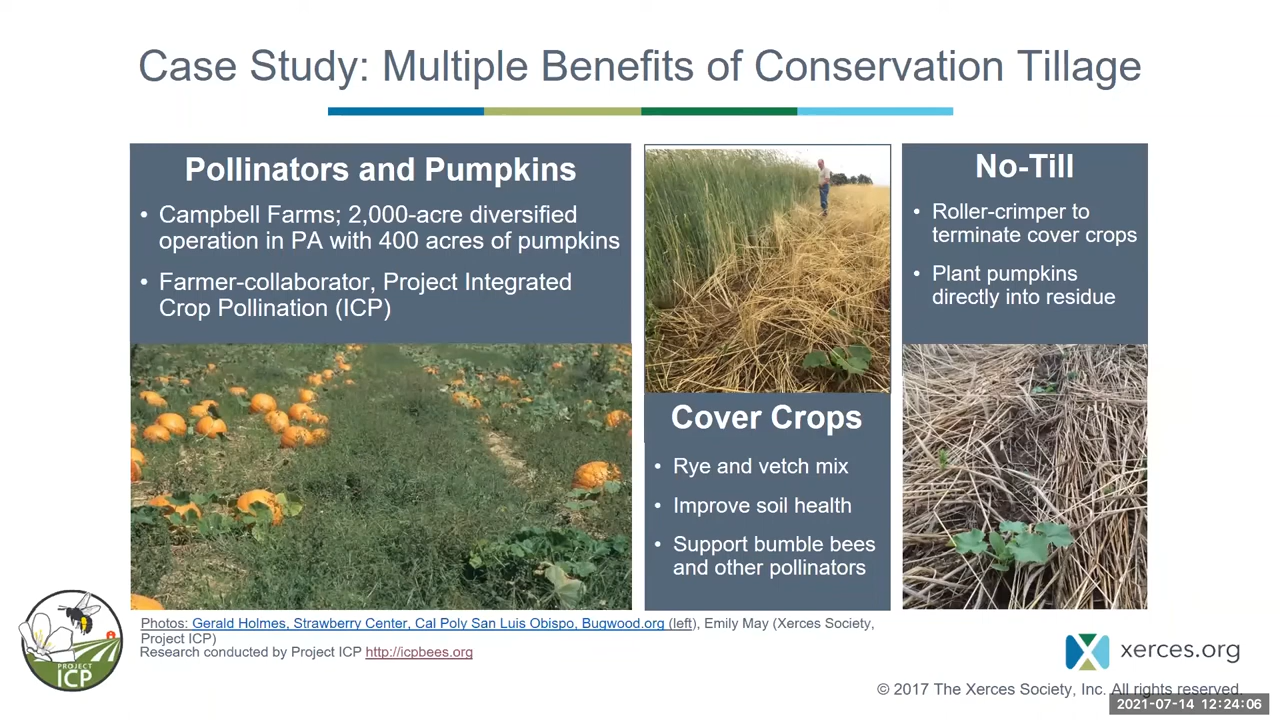 Case Study: Multiple Benefits of Conservation Tillage
Pollinators and Pumpkins
• Campbell Farms; 2,000-acre diversified
operation in PA with 400 acres of pumpkins
• Farmer-collaborator, Project Integrated
Crop Pollination (ICP)
Cover Crops
• Rye and vetch mix
• Improve soil health
• Support bumble bees
and other pollinators
No-Till
• Roller-crimper to
terminate cover crops
• Plant pumpkins
directly into residue
PROJECT
ICP
Photos: Gerald Holmes, Strawberry Center, Cal Poly San Luis Obispo, Bugwood.org (left), Emily May (Xerces Society,
Project ICP)
Research conducted by Project ICP http://icpbees.org
xerces.org
© 2017 The Xerces Society, Inc. All rights reserved.
2021-07-14 12:24:06